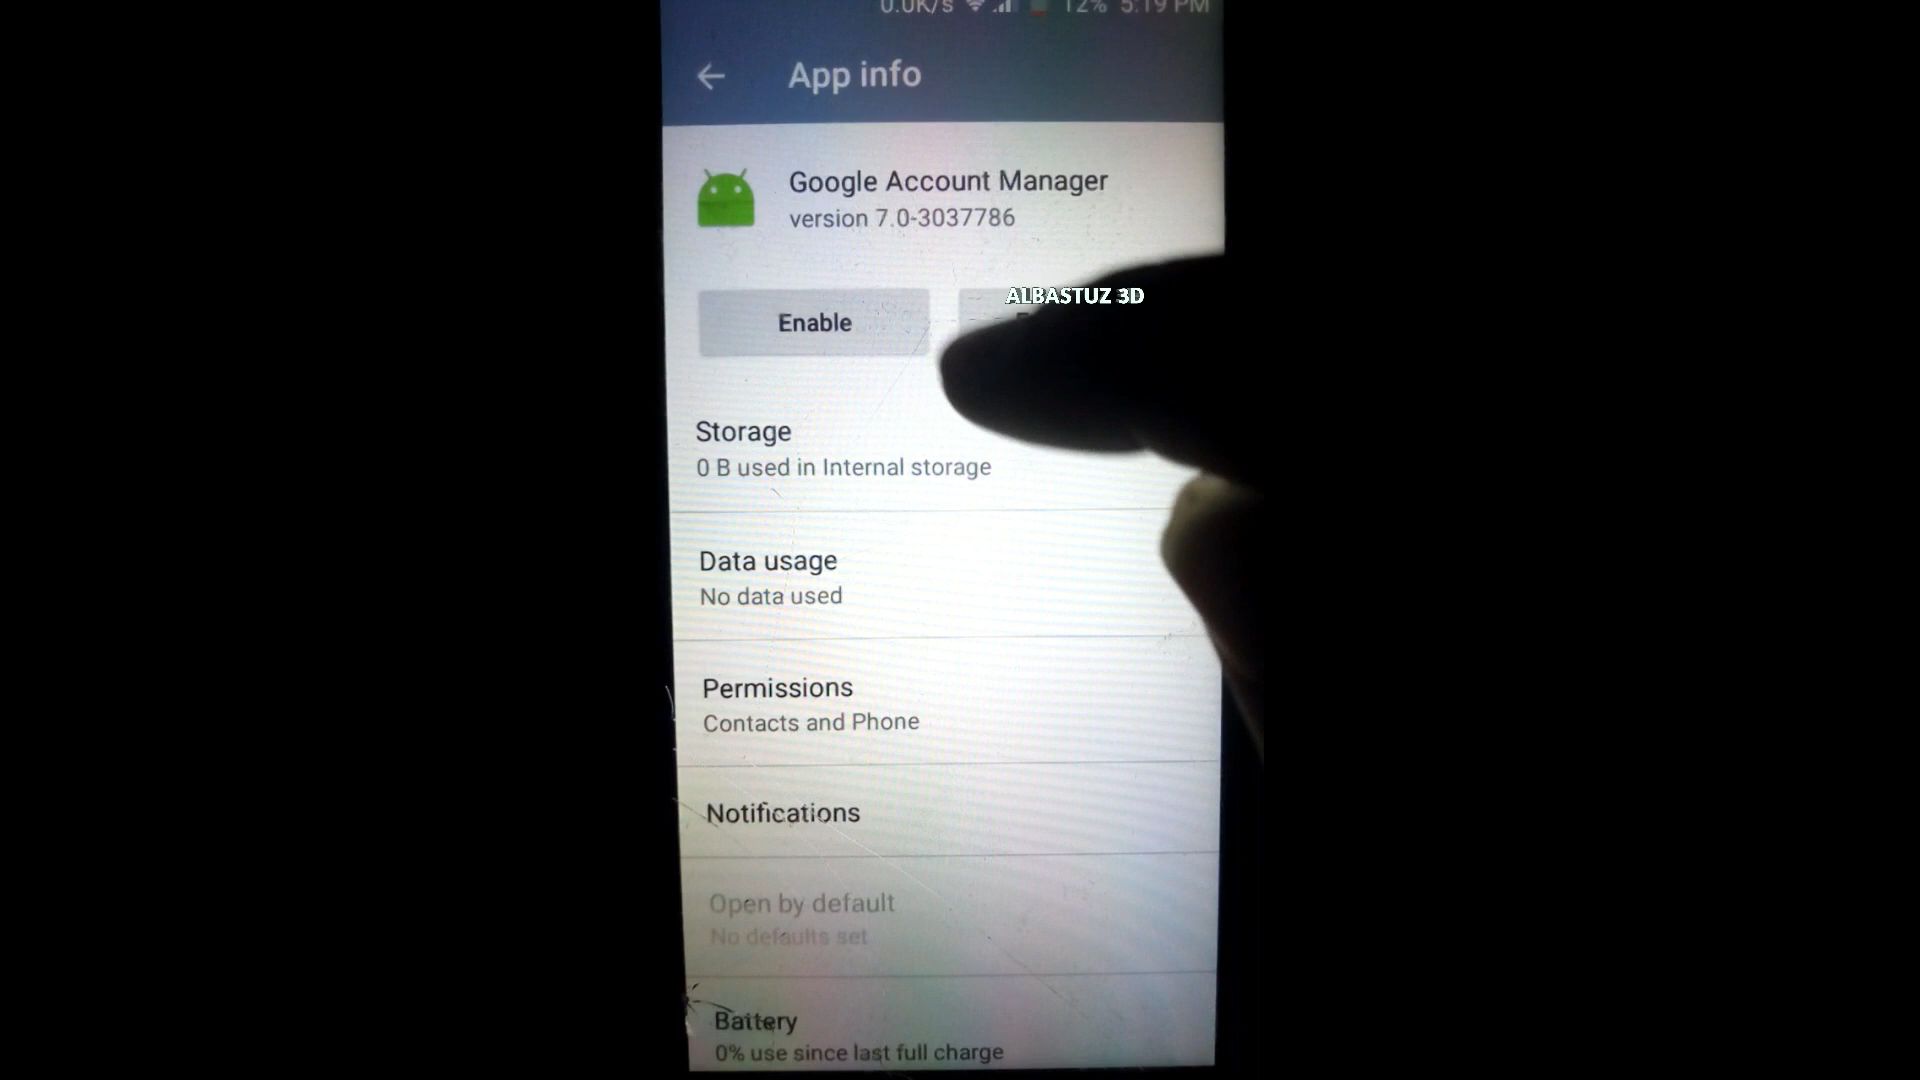 0.0K/s 12% 5:19 PM
App info
Google Account Manager
version 7.0-3037786
ALBASTUZ 3D
Enable
Storage
0 B used in Internal storage
Data usage
No data used
Permissions
Contacts and Phone
Notifications
Open by default
No defaults set
Battery
0% use since last full charge